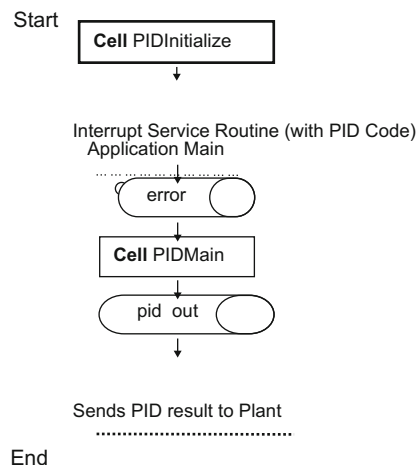 Start
Cell PIDInitialize
Interrupt Service Routine (with PID Code)
Application Main
error
Cell PIDMain
pid out
Sends PID result to Plant
End